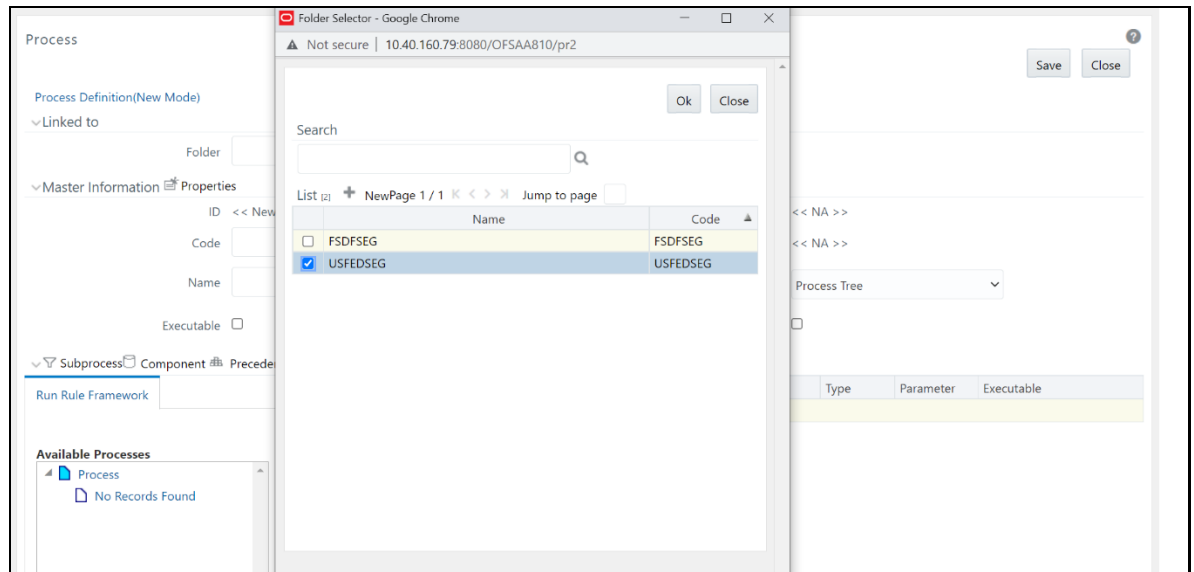 Folder Selector - Google Chrome
Not secure | 10.40.160.79:8080/OFSAA810/pr2
Process
Save Close
Process Definition(New Mode)
Linked to
Folder
Master Information Properties
ID << New
Code
Name
Executable
Subprocess Component Preceden
Run Rule Framework
Available Processes
Process
No Records Found
Ok Close
Search
List [2] NewPage 1 / 1 Jump to page
Name Code
FSDFSEG FSDFSEG
USFEDSEG USFEDSEG
<< NA >>
<< NA >>
Process Tree
Type Parameter Executable